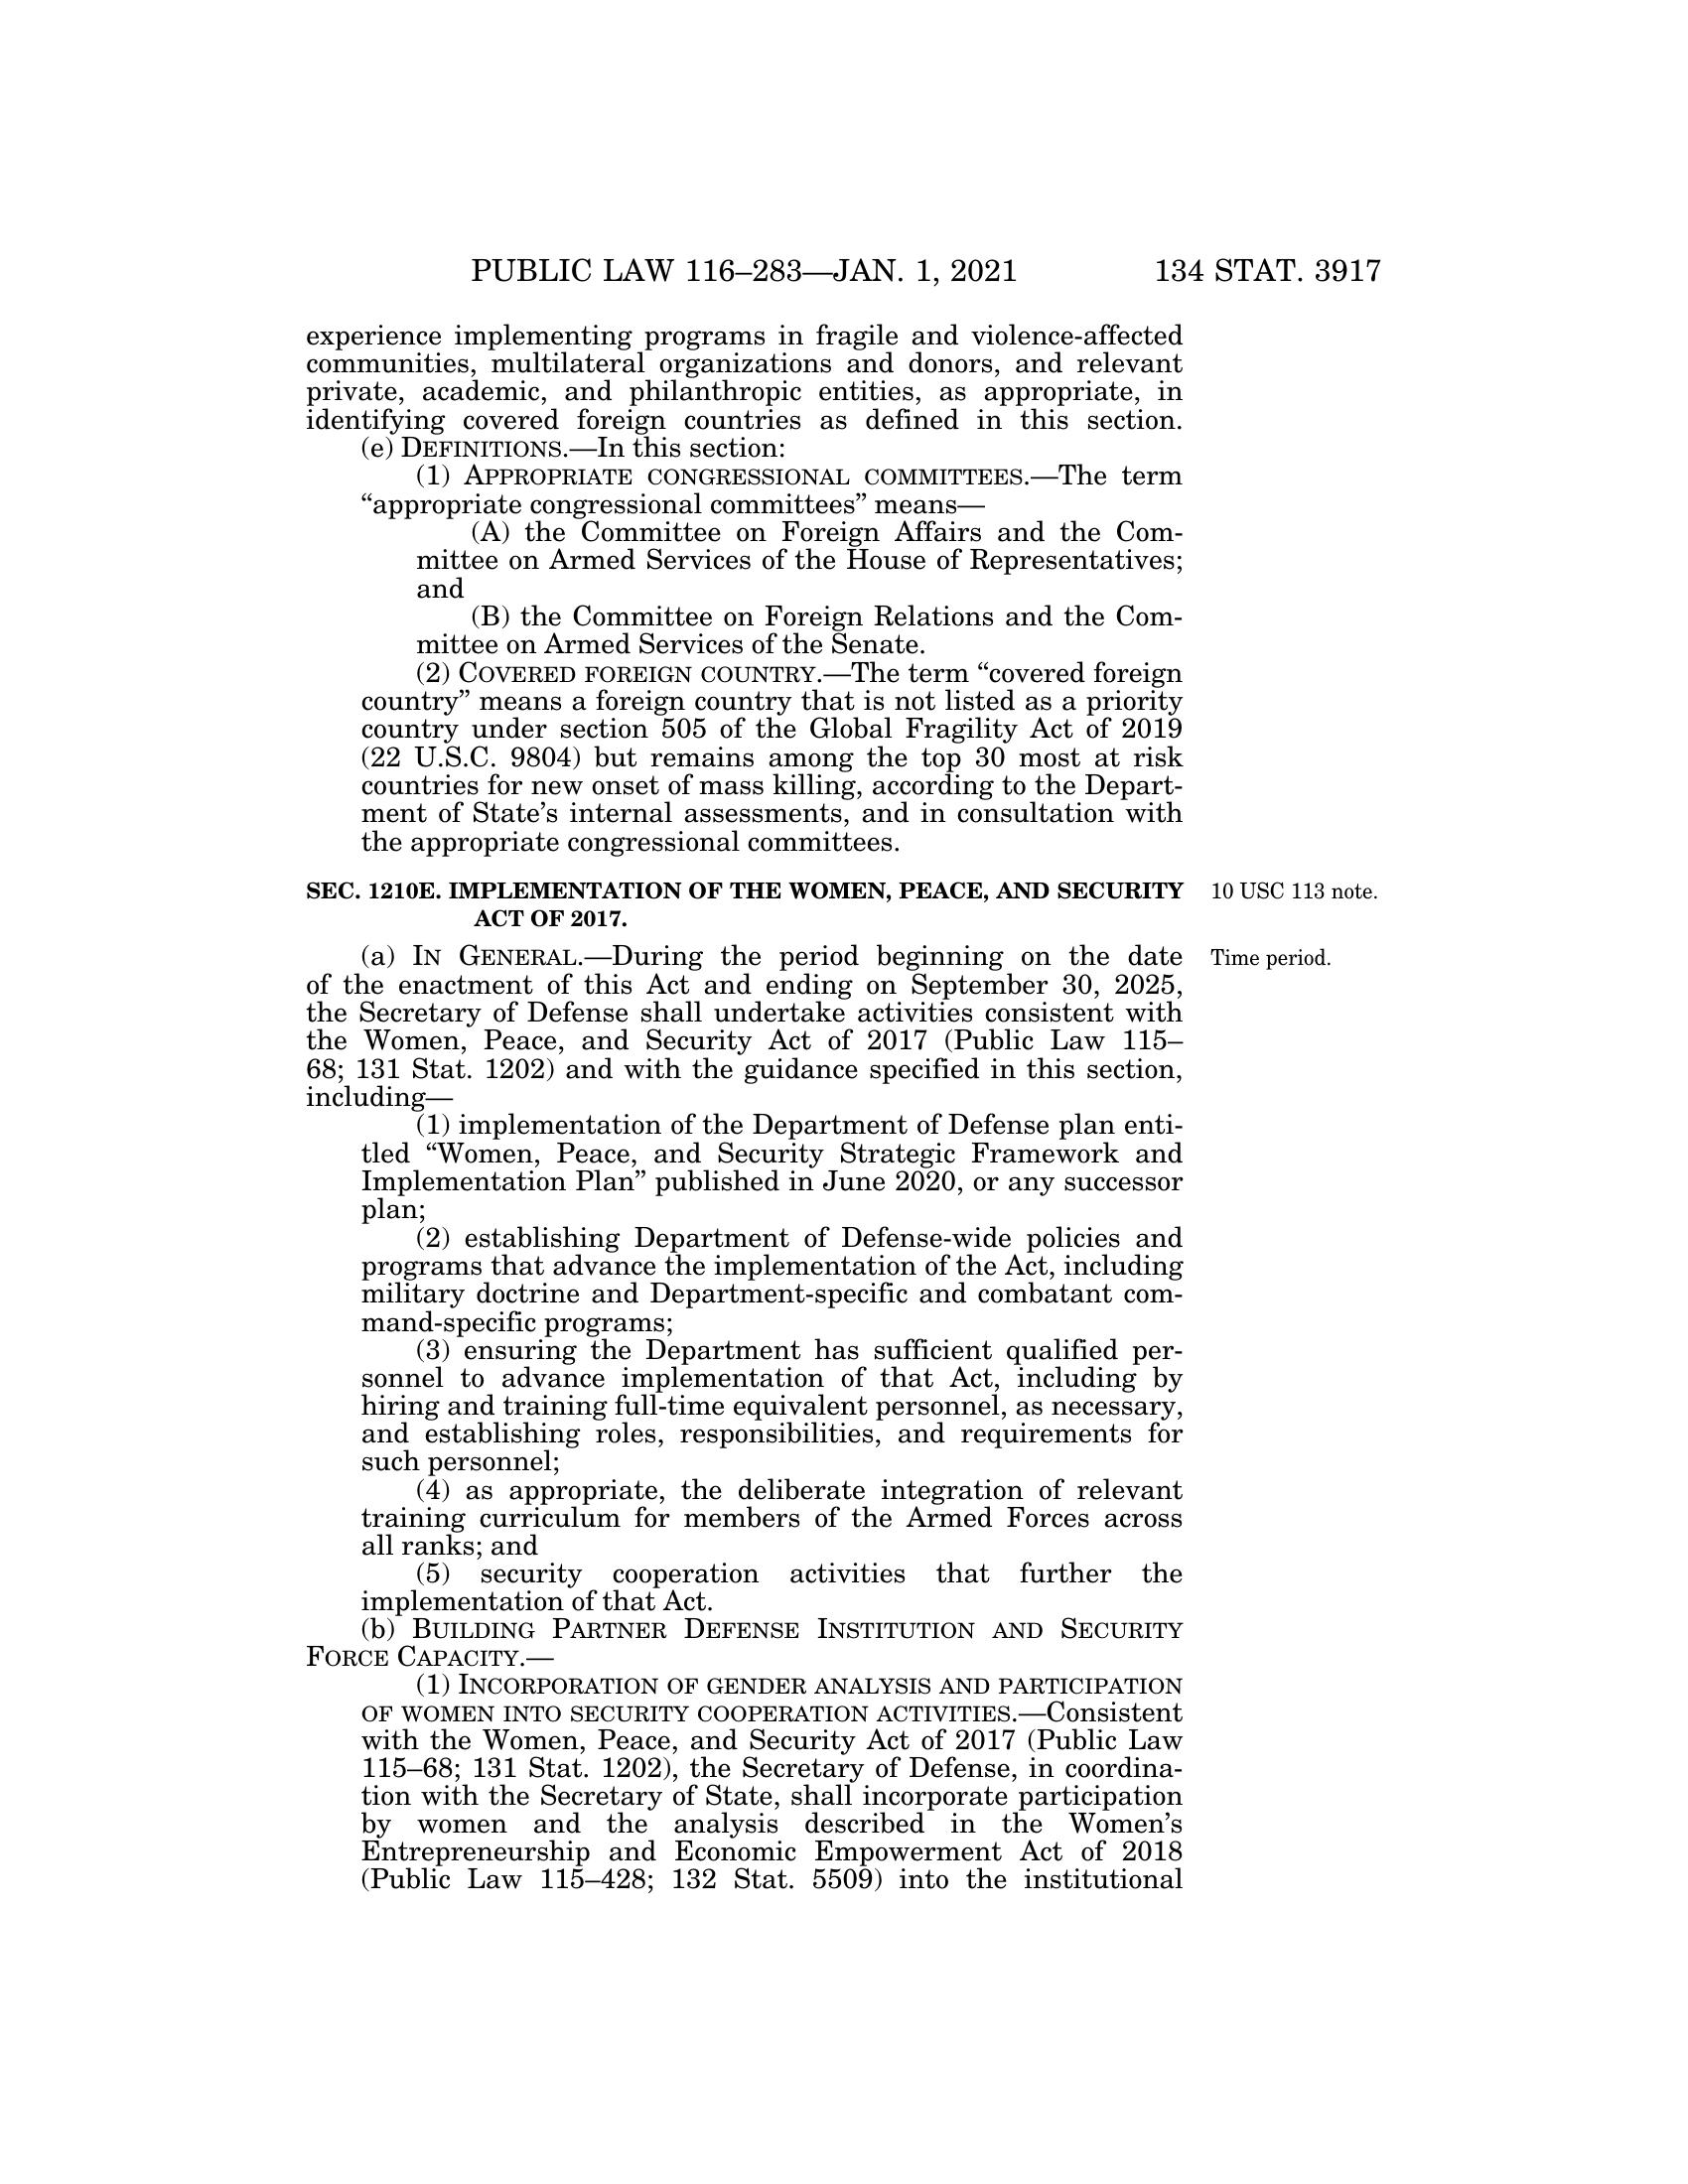 PUBLIC LAW 116–283—JAN. 1, 2021 134 STAT. 3917
experience implementing programs in fragile and violence-affected
communities, multilateral organizations and donors, and relevant
private, academic, and philanthropic entities, as appropriate, in
identifying covered foreign countries as defined in this section.
(e) DEFINITIONS.—In this section:
(1) APPROPRIATE CONGRESSIONAL COMMITTEES.—The term
“appropriate congressional committees” means—
(A) the Committee on Foreign Affairs and the Com-
mittee on Armed Services of the House of Representatives;
and
(B) the Committee on Foreign Relations and the Com-
mittee on Armed Services of the Senate.
(2) COVERED FOREIGN COUNTRY.—The term “covered foreign
country” means a foreign country that is not listed as a priority
country under section 505 of the Global Fragility Act of 2019
(22 U.S.C. 9804) but remains among the top 30 most at risk
countries for new onset of mass killing, according to the Depart-
ment of State’s internal assessments, and in consultation with
the appropriate congressional committees.
SEC. 1210E. IMPLEMENTATION OF THE WOMEN, PEACE, AND SECURITY 10 USC 113 note.
ACT OF 2017.
(a) IN GENERAL.—During the period beginning on the date Time period.
of the enactment of this Act and ending on September 30, 2025,
the Secretary of Defense shall undertake activities consistent with
the Women, Peace, and Security Act of 2017 (Public Law 115–
68; 131 Stat. 1202) and with the guidance specified in this section,
including—
(1) implementation of the Department of Defense plan enti-
tled “Women, Peace, and Security Strategic Framework and
Implementation Plan” published in June 2020, or any successor
plan;
(2) establishing Department of Defense-wide policies and
programs that advance the implementation of the Act, including
military doctrine and Department-specific and combatant com-
mand-specific programs;
(3) ensuring the Department has sufficient qualified per-
sonnel to advance implementation of that Act, including by
hiring and training full-time equivalent personnel, as necessary,
and establishing roles, responsibilities, and requirements for
such personnel;
(4) as appropriate, the deliberate integration of relevant
training curriculum for members of the Armed Forces across
all ranks; and
(5) security cooperation activities that further the
implementation of that Act.
(b) BUILDING PARTNER DEFENSE INSTITUTION AND SECURITY
FORCE CAPACITY.—
(1) INCORPORATION OF GENDER ANALYSIS AND PARTICIPATION
OF WOMEN INTO SECURITY COOPERATION ACTIVITIES.—Consistent
with the Women, Peace, and Security Act of 2017 (Public Law
115–68; 131 Stat. 1202), the Secretary of Defense, in coordina-
tion with the Secretary of State, shall incorporate participation
by women and the analysis described in the Women’s
Entrepreneurship and Economic Empowerment Act of 2018
(Public Law 115–428; 132 Stat. 5509) into the institutional